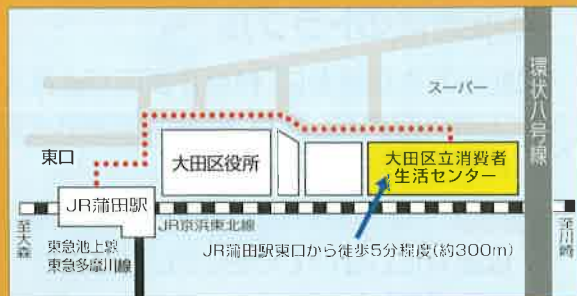 スーパー
環状八号線
東口
大田区役所
大田区立消費者
生活センター
JR蒲田駅
JR京浜東北線
至大森
至川崎
東急池上線
東急多摩川線
JR蒲田駅東口から徒歩5分程度(約300m)